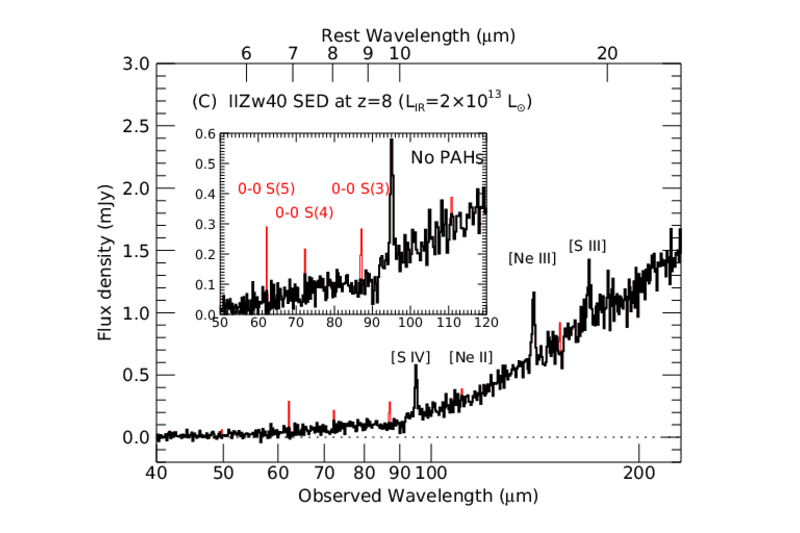 Rest Wavelength (μm)
6 7 8 9 10 20
3.0
(C) IIZw40 SED at z=8 (L_IR=2×10^13 L_⊙)
0.6
No PAHs
0.5
2.5
0-0 S(5) 0-0 S(3)
0.4
0-0 S(4)
2.0
0.3
0.2
0.1
0.0
50 60 70 80 90 100 110 120
[Ne III] [S III]
1.5
1.0
[S IV] [Ne II]
0.5
0.0
Flux density (mJy)
40 50 60 70 80 90 100 200
Observed Wavelength (μm)